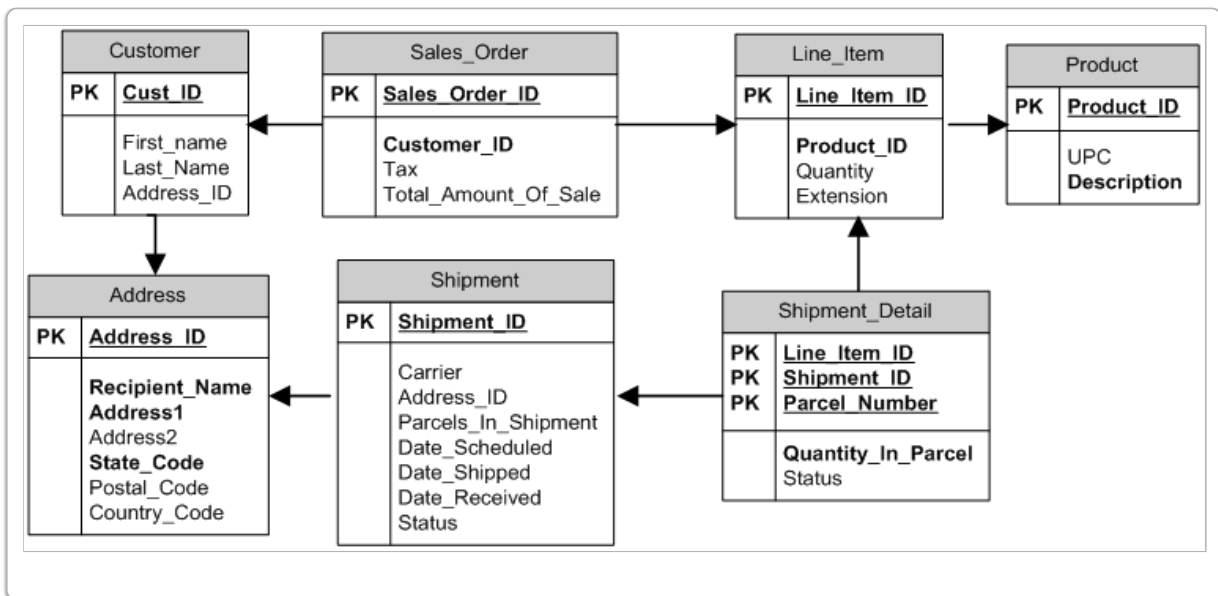 Customer
PK Cust_ID
First_name
Last_Name
Address_ID
Sales_Order
PK Sales_Order_ID
Customer_ID
Tax
Total_Amount_Of_Sale
Line_Item
PK Line_Item_ID
Product_ID
Quantity
Extension
Product
PK Product_ID
UPC
Description
Address
PK Address_ID
Recipient_Name
Address1
Address2
State_Code
Postal_Code
Country_Code
Shipment
PK Shipment_ID
Carrier
Address_ID
Parcels_In_Shipment
Date_Scheduled
Date_Shipped
Date_Received
Status
Shipment_Detail
PK Line_Item_ID
PK Shipment_ID
PK Parcel_Number
Quantity_In_Parcel
Status